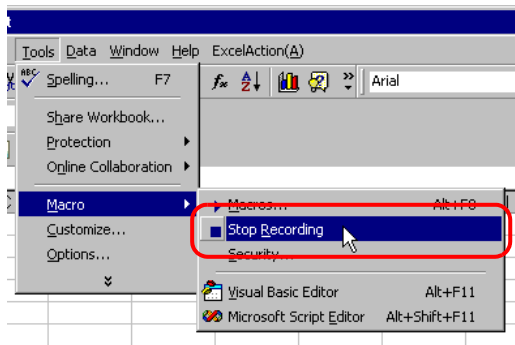 Tools Data Window Help ExcelAction(A)
ABC Spelling... F7
Arial
Share Workbook...
Protection
Online Collaboration
Macro
Macros... Alt+F8
Customize...
Stop Recording
Options...
Security...
Visual Basic Editor Alt+F11
Microsoft Script Editor Alt+Shift+F11